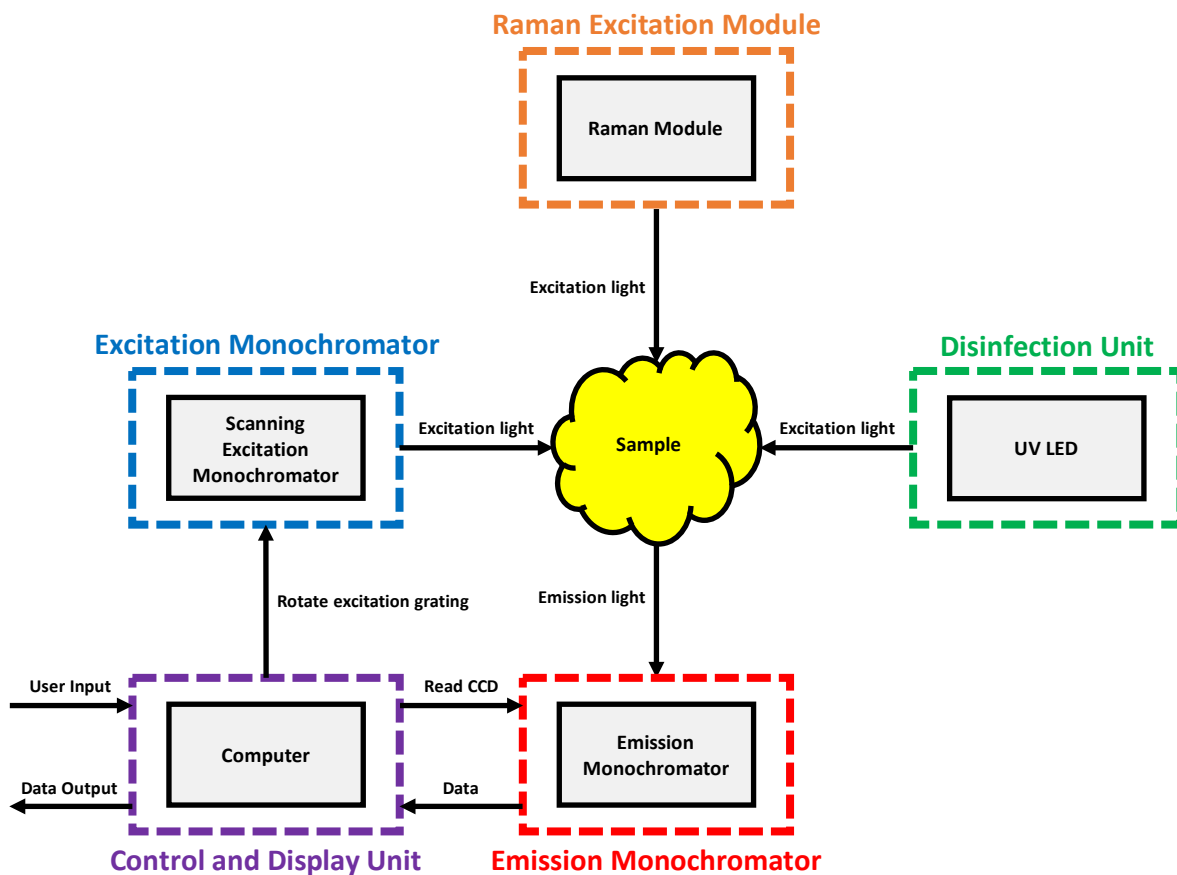 Raman Excitation Module
Raman Module
Excitation light
Excitation Monochromator
Disinfection Unit
Scanning
Excitation
Monochromator
Excitation light
Sample
Excitation light
UV LED
Rotate excitation grating
Emission light
User Input
Read CCD
Computer
Emission
Monochromator
Data Output
Data
Control and Display Unit
Emission Monochromator